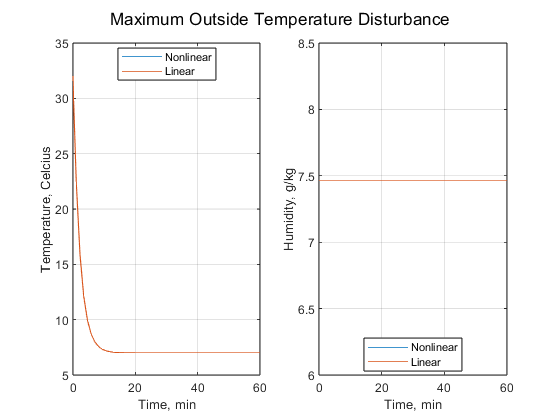 Maximum Outside Temperature Disturbance
35
30
25
20
15
10
5
0
20
40
60
Temperature, Celcius
Time, min
Nonlinear
Linear
8.5
8
7.5
7
6.5
6
0
20
40
60
Humidity, g/kg
Time, min
Nonlinear
Linear